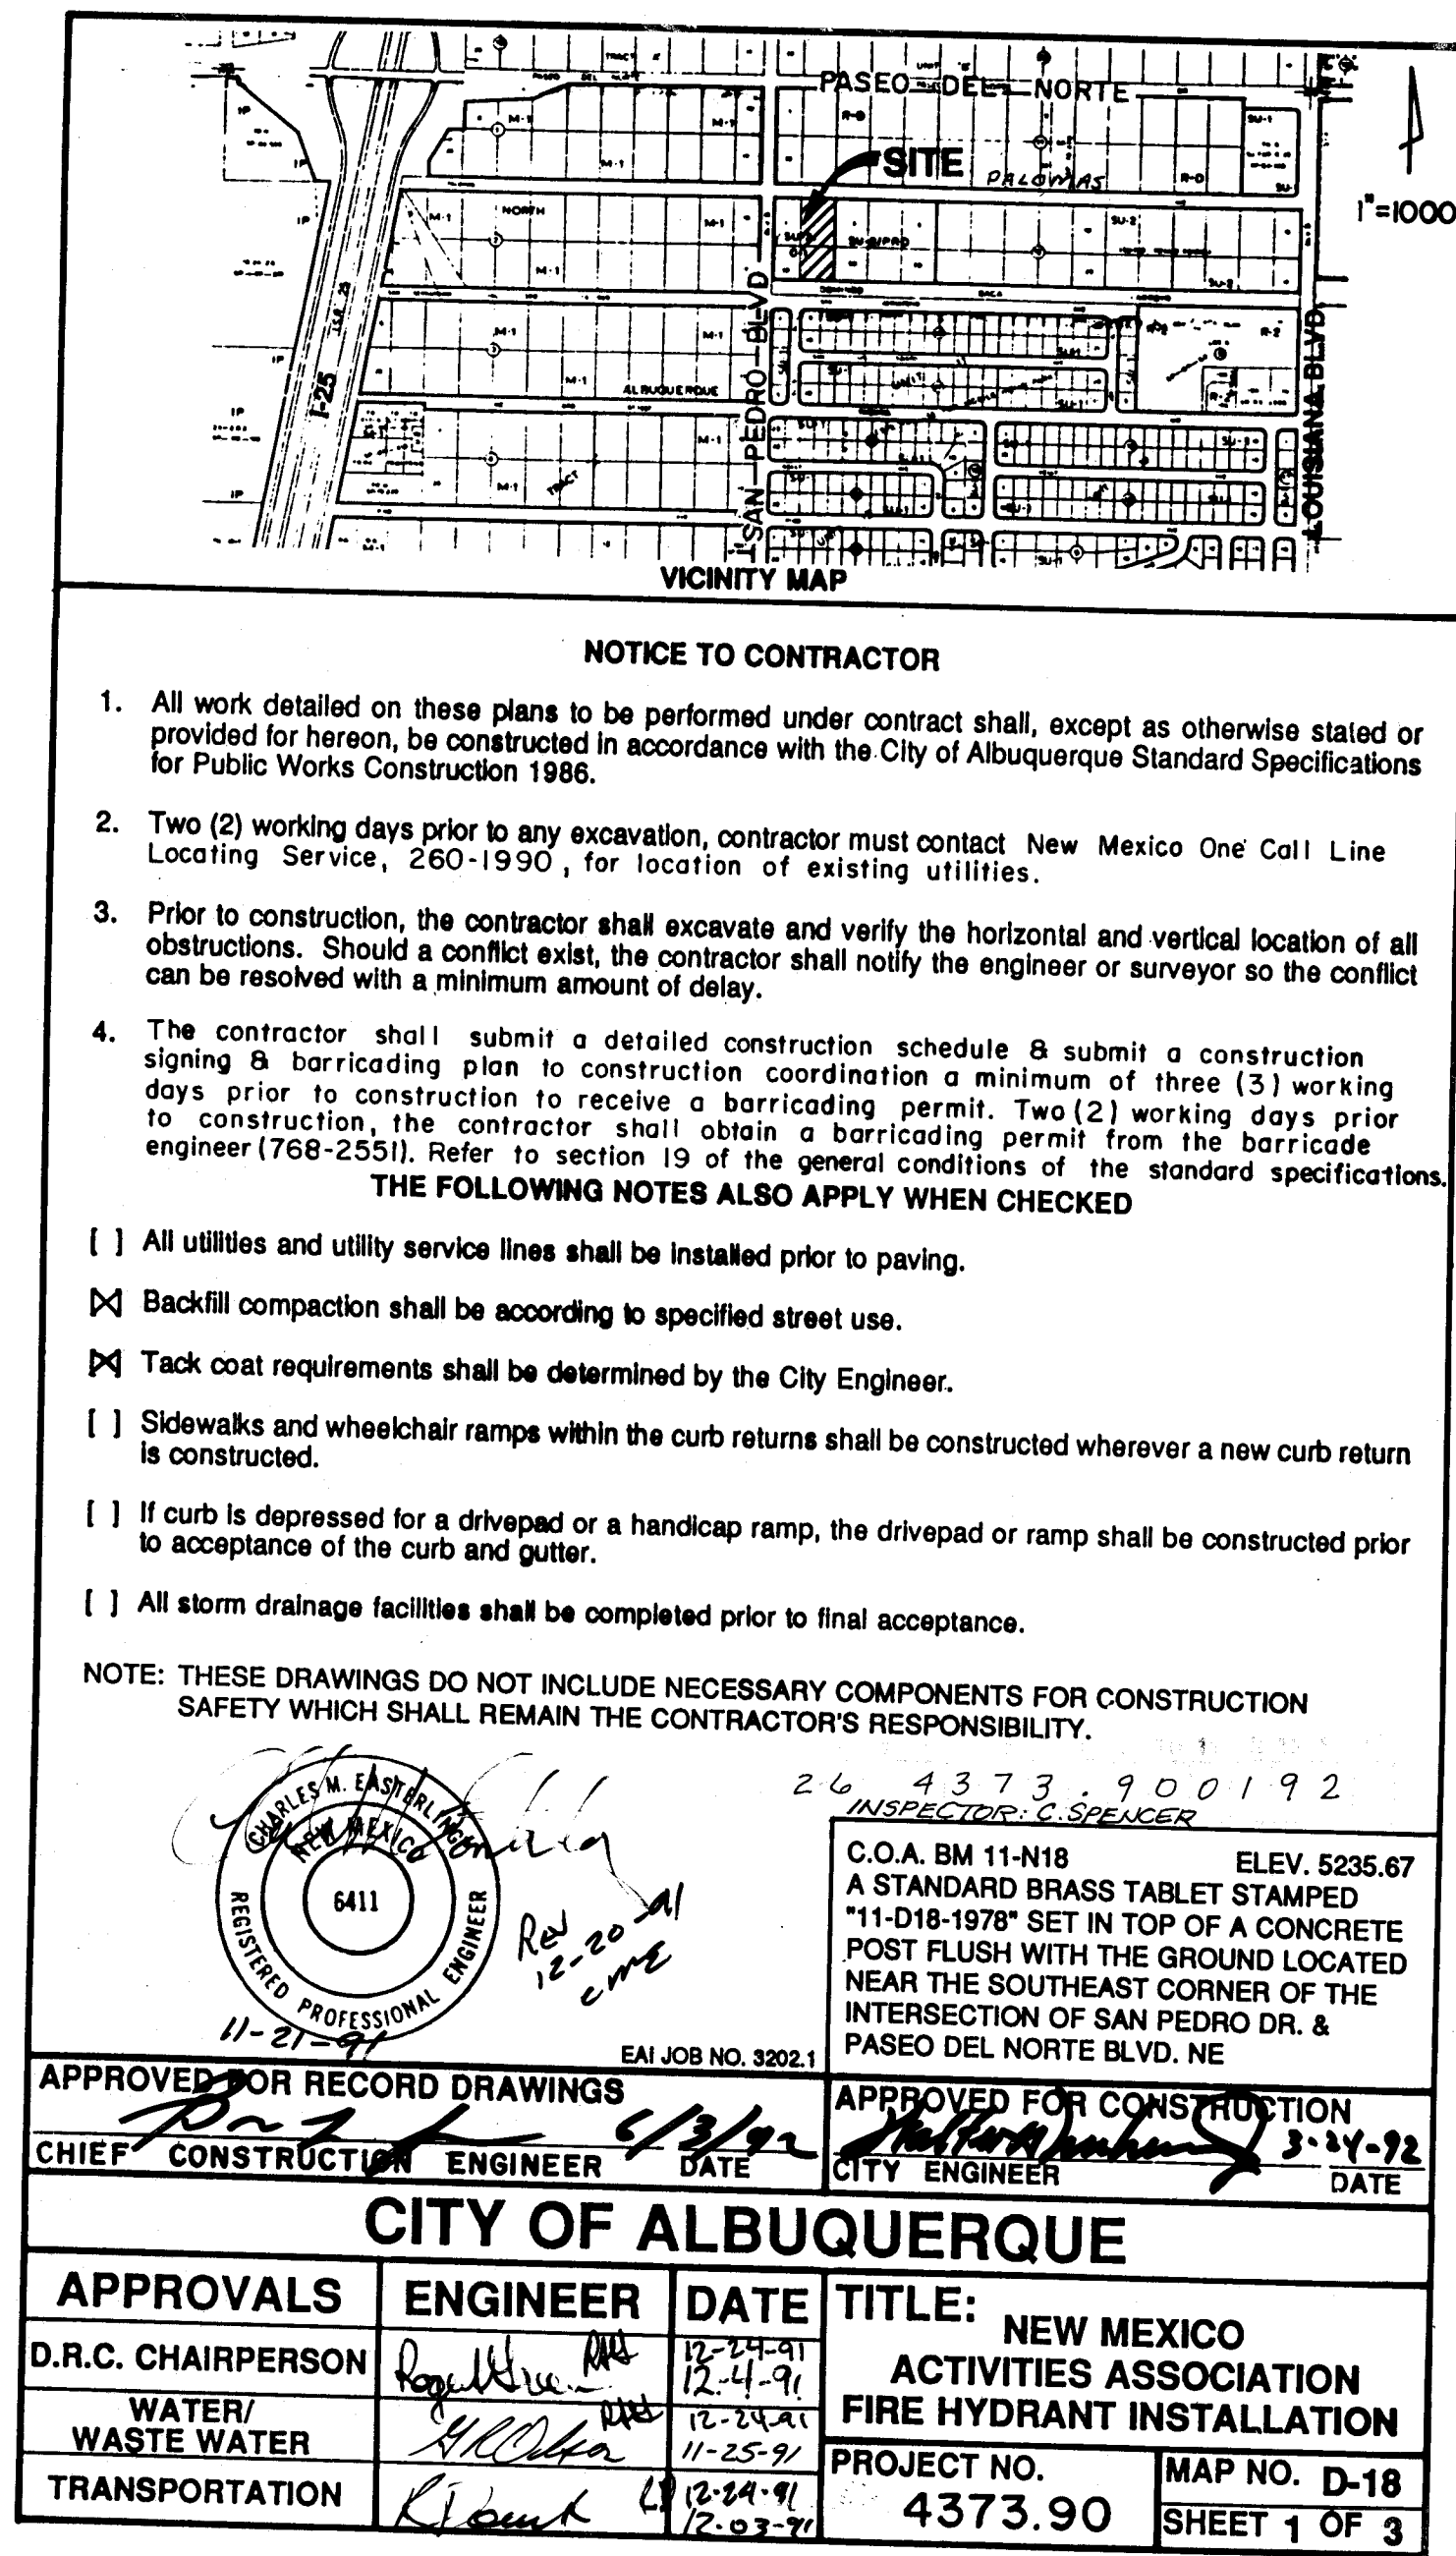 PASEO DEL NORTE
SITE
PALOMAS
1"=1000
NORTH
ALBUQUERQUE
TRACT
I-25
SAN PEDRO BLVD
LOUISIANA BLVD.
VICINITY MAP
NOTICE TO CONTRACTOR
1. All work detailed on these plans to be performed under contract shall, except as otherwise stated or
provided for hereon, be constructed in accordance with the City of Albuquerque Standard Specifications
for Public Works Construction 1986.
2. Two (2) working days prior to any excavation, contractor must contact New Mexico One Call Line
Locating Service, 260-1990, for location of existing utilities.
3. Prior to construction, the contractor shall excavate and verify the horizontal and vertical location of all
obstructions. Should a conflict exist, the contractor shall notify the engineer or surveyor so the conflict
can be resolved with a minimum amount of delay.
4. The contractor shall submit a detailed construction schedule & submit a construction
signing & barricading plan to construction coordination a minimum of three (3) working
days prior to construction to receive a barricading permit. Two (2) working days prior
to construction, the contractor shall obtain a barricading permit from the barricade
engineer (768-2551). Refer to section 19 of the general conditions of the standard specifications.
THE FOLLOWING NOTES ALSO APPLY WHEN CHECKED
[ ] All utilities and utility service lines shall be installed prior to paving.
[X] Backfill compaction shall be according to specified street use.
[X] Tack coat requirements shall be determined by the City Engineer.
[ ] Sidewalks and wheelchair ramps within the curb returns shall be constructed wherever a new curb return
is constructed.
[ ] If curb is depressed for a drivepad or a handicap ramp, the drivepad or ramp shall be constructed prior
to acceptance of the curb and gutter.
[ ] All storm drainage facilities shall be completed prior to final acceptance.
NOTE: THESE DRAWINGS DO NOT INCLUDE NECESSARY COMPONENTS FOR CONSTRUCTION
SAFETY WHICH SHALL REMAIN THE CONTRACTOR'S RESPONSIBILITY.
CHARLES M. EASTERLING
NEW MEXICO
6411
REGISTERED PROFESSIONAL ENGINEER
11-21-91
Rev
12-20-91
cme
26 4373.900192
INSPECTOR: C. SPENCER
C.O.A. BM 11-N18 ELEV. 5235.67
A STANDARD BRASS TABLET STAMPED
"11-D18-1978" SET IN TOP OF A CONCRETE
POST FLUSH WITH THE GROUND LOCATED
NEAR THE SOUTHEAST CORNER OF THE
INTERSECTION OF SAN PEDRO DR. &
PASEO DEL NORTE BLVD. NE
EAI JOB NO. 3202.1
APPROVED FOR RECORD DRAWINGS
6/3/92
CHIEF CONSTRUCTION ENGINEER DATE
APPROVED FOR CONSTRUCTION
3-24-92
CITY ENGINEER DATE
CITY OF ALBUQUERQUE
APPROVALS ENGINEER DATE
D.R.C. CHAIRPERSON 12-24-91
12-4-91
WATER/
WASTE WATER 12-24-91
11-25-91
TRANSPORTATION 12-24-91
12-03-91
TITLE:
NEW MEXICO
ACTIVITIES ASSOCIATION
FIRE HYDRANT INSTALLATION
PROJECT NO.
4373.90
MAP NO. D-18
SHEET 1 OF 3